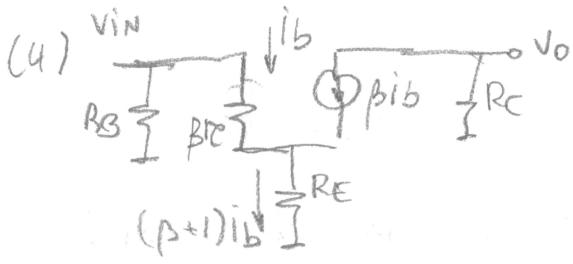 (4) VIN ib Vo
RB βre βib RC
RE
(β+1)ib